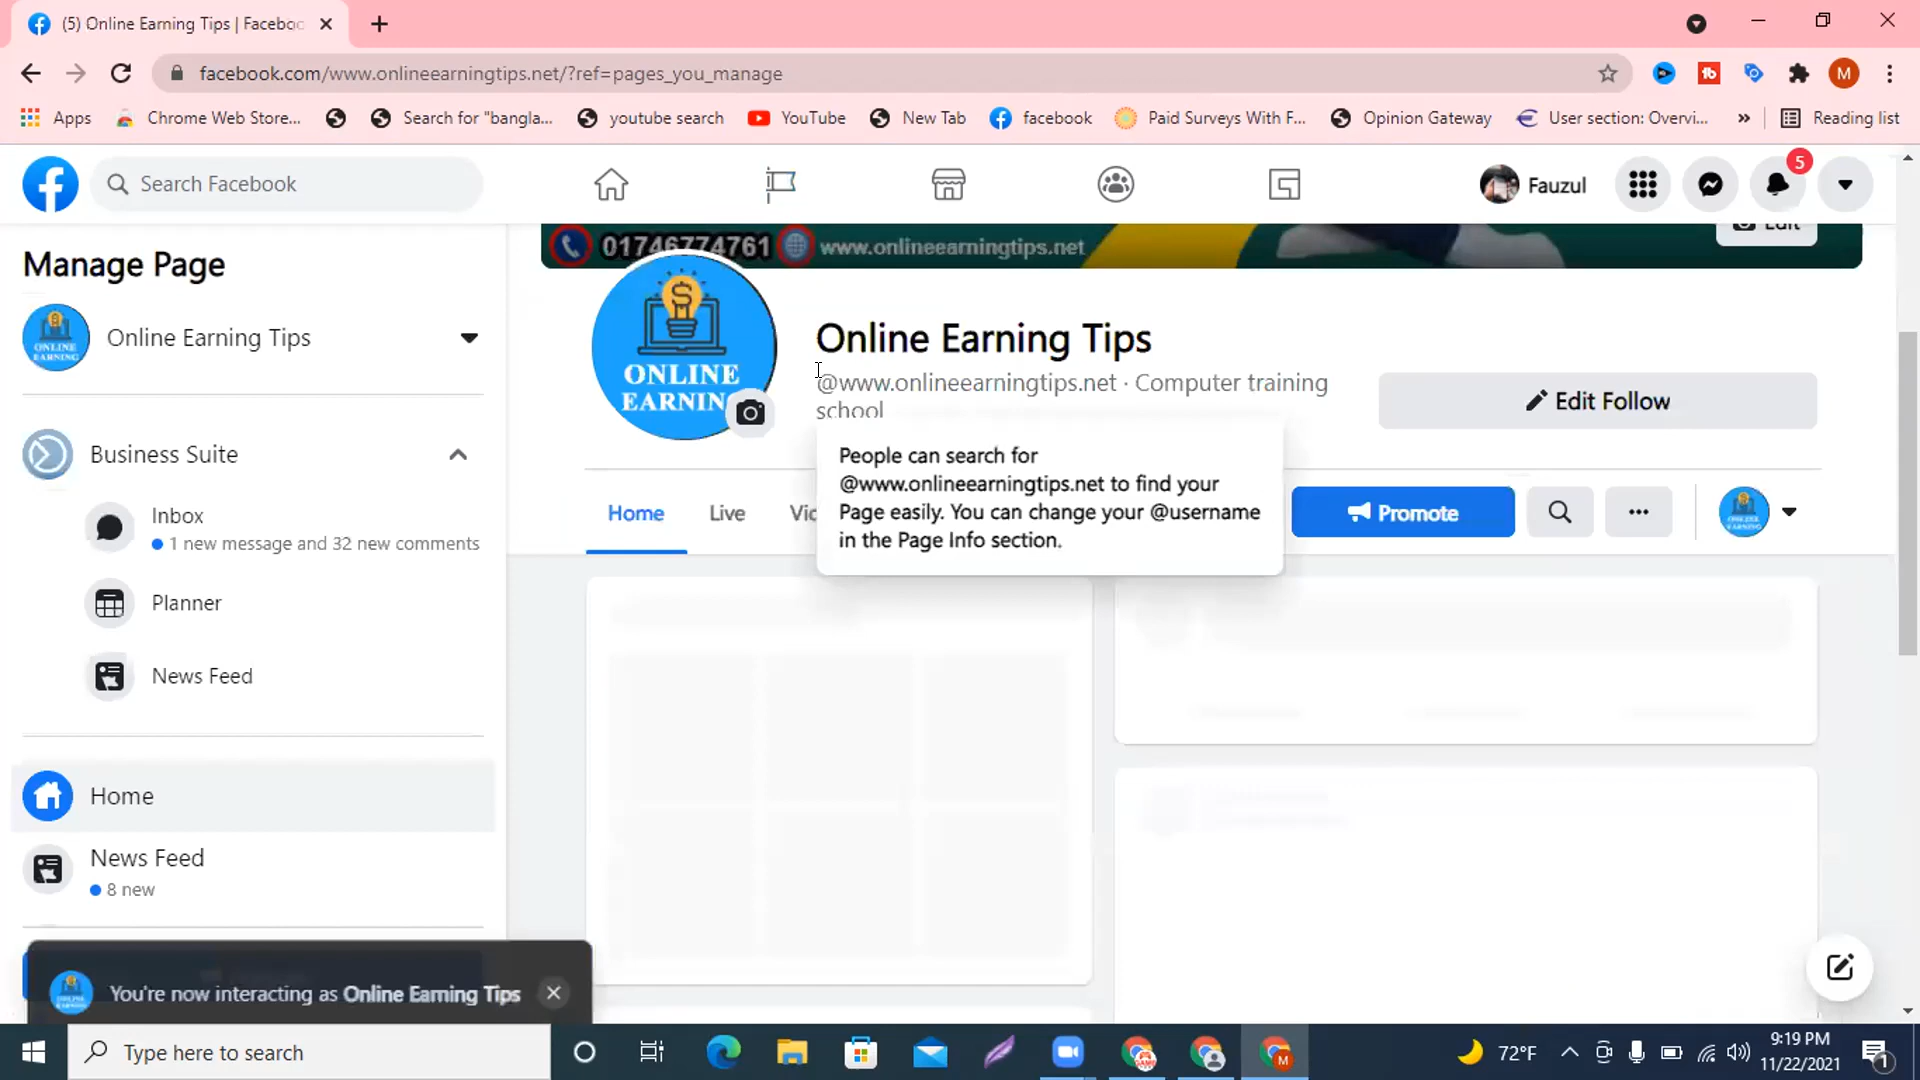 (5) Online Earning Tips | Faceboo
facebook.com/www.onlineearningtips.net/?ref=pages_you_manage
M
Apps
Chrome Web Store...
Search for "bangla...
youtube search
YouTube
New Tab
facebook
Paid Surveys With F...
Opinion Gateway
User section: Overvi...
»
Reading list
Search Facebook
Fauzul
5
Manage Page
Online Earning Tips
Business Suite
Inbox
1 new message and 32 new comments
Planner
News Feed
Home
News Feed
8 new
You're now interacting as Online Earning Tips
01746774761
www.onlineearningtips.net
Edit
ONLINE
EARNING
Online Earning Tips
@www.onlineearningtips.net · Computer training
school
Edit Follow
People can search for
@www.onlineearningtips.net to find your
Page easily. You can change your @username
in the Page Info section.
Home
Live
Vid
Promote
Type here to search
72°F
9:19 PM
11/22/2021
1